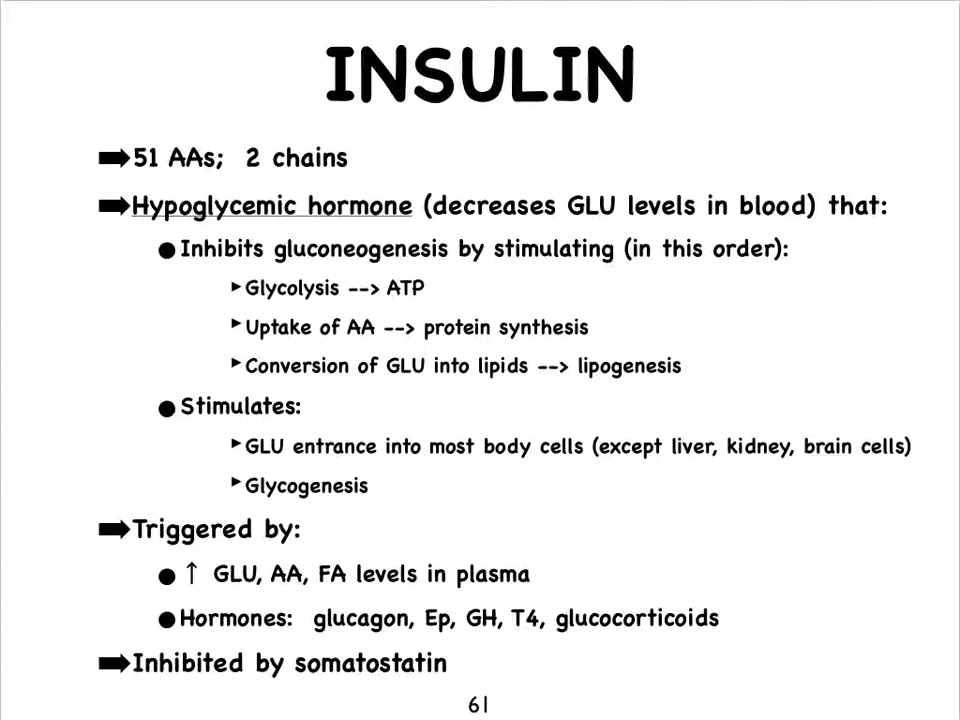 INSULIN
➡51 AAs; 2 chains
➡Hypoglycemic hormone (decreases GLU levels in blood) that:
●Inhibits gluconeogenesis by stimulating (in this order):
▸Glycolysis --> ATP
▸Uptake of AA --> protein synthesis
▸Conversion of GLU into lipids --> lipogenesis
●Stimulates:
▸GLU entrance into most body cells (except liver, kidney, brain cells)
▸Glycogenesis
➡Triggered by:
●↑ GLU, AA, FA levels in plasma
●Hormones: glucagon, Ep, GH, T4, glucocorticoids
➡Inhibited by somatostatin
61